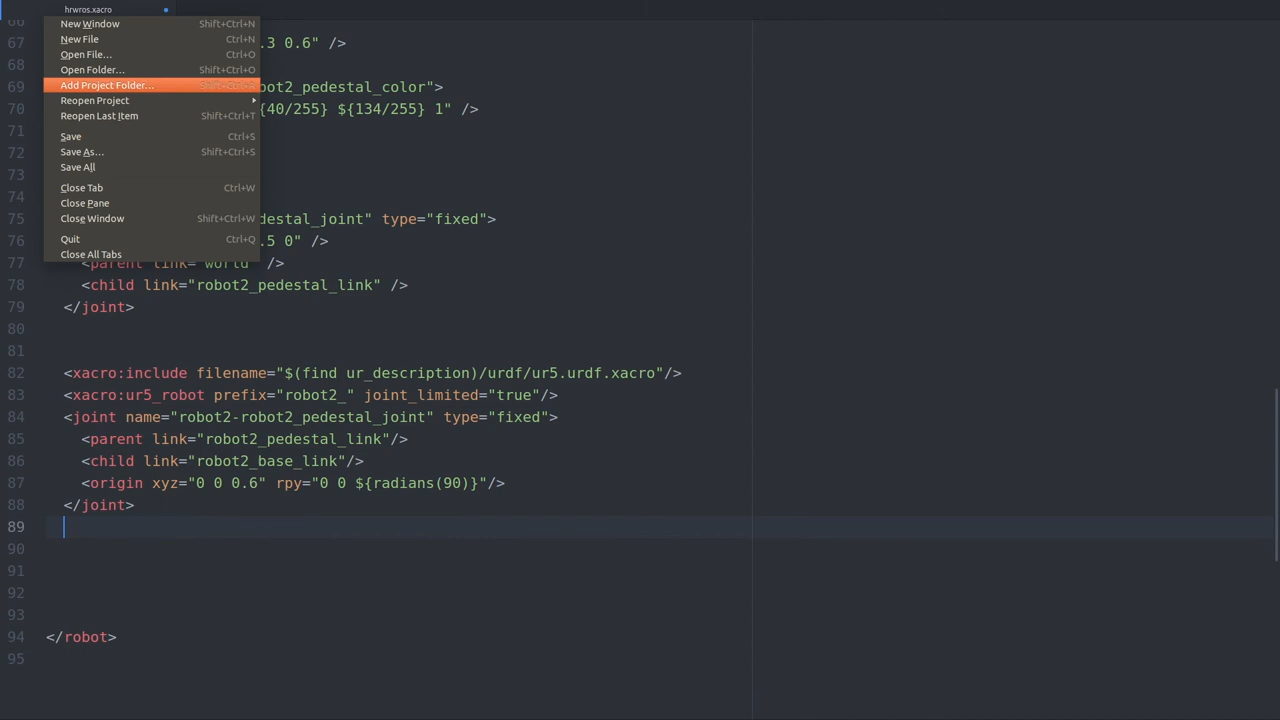 hrwros.xacro
New Window Shift+Ctrl+N
New File Ctrl+N
Open File... Ctrl+O
Open Folder... Shift+Ctrl+O
Add Project Folder... Shift+Ctrl+A
Reopen Project
Reopen Last Item Shift+Ctrl+T
Save Ctrl+S
Save As... Shift+Ctrl+S
Save All
Close Tab Ctrl+W
Close Pane
Close Window Shift+Ctrl+W
Quit Ctrl+Q
Close All Tabs
66
67 .3 0.6" />
68
69 bot2_pedestal_color">
70 {40/255} ${134/255} 1" />
71
72
73
74
75 destal_joint" type="fixed">
76 .5 0" />
77 <parent link="world" />
78 <child link="robot2_pedestal_link" />
79 </joint>
80
81
82 <xacro:include filename="$(find ur_description)/urdf/ur5.urdf.xacro"/>
83 <xacro:ur5_robot prefix="robot2_" joint_limited="true"/>
84 <joint name="robot2-robot2_pedestal_joint" type="fixed">
85 <parent link="robot2_pedestal_link"/>
86 <child link="robot2_base_link"/>
87 <origin xyz="0 0 0.6" rpy="0 0 ${radians(90)}"/>
88 </joint>
89
90
91
92
93
94 </robot>
95